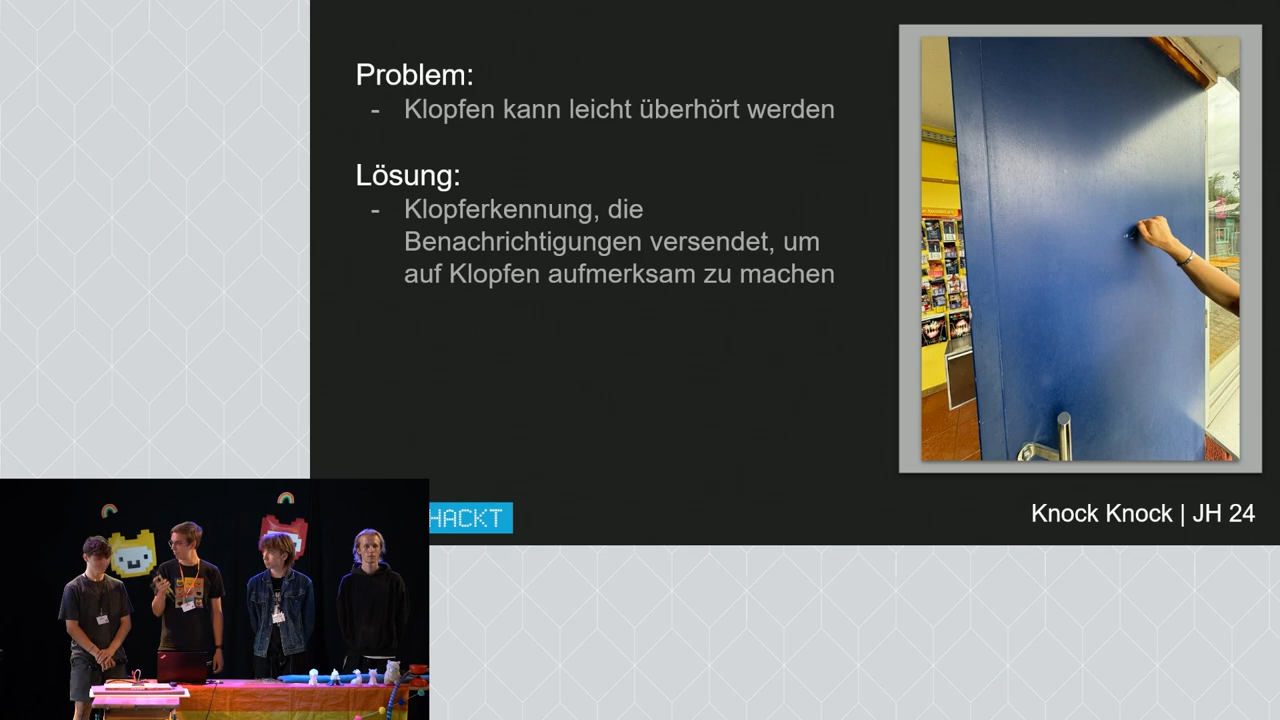 Problem:
- Klopfen kann leicht überhört werden
Lösung:
- Klopferkennung, die
Benachrichtigungen versendet, um
auf Klopfen aufmerksam zu machen
HACKT
Knock Knock | JH 24